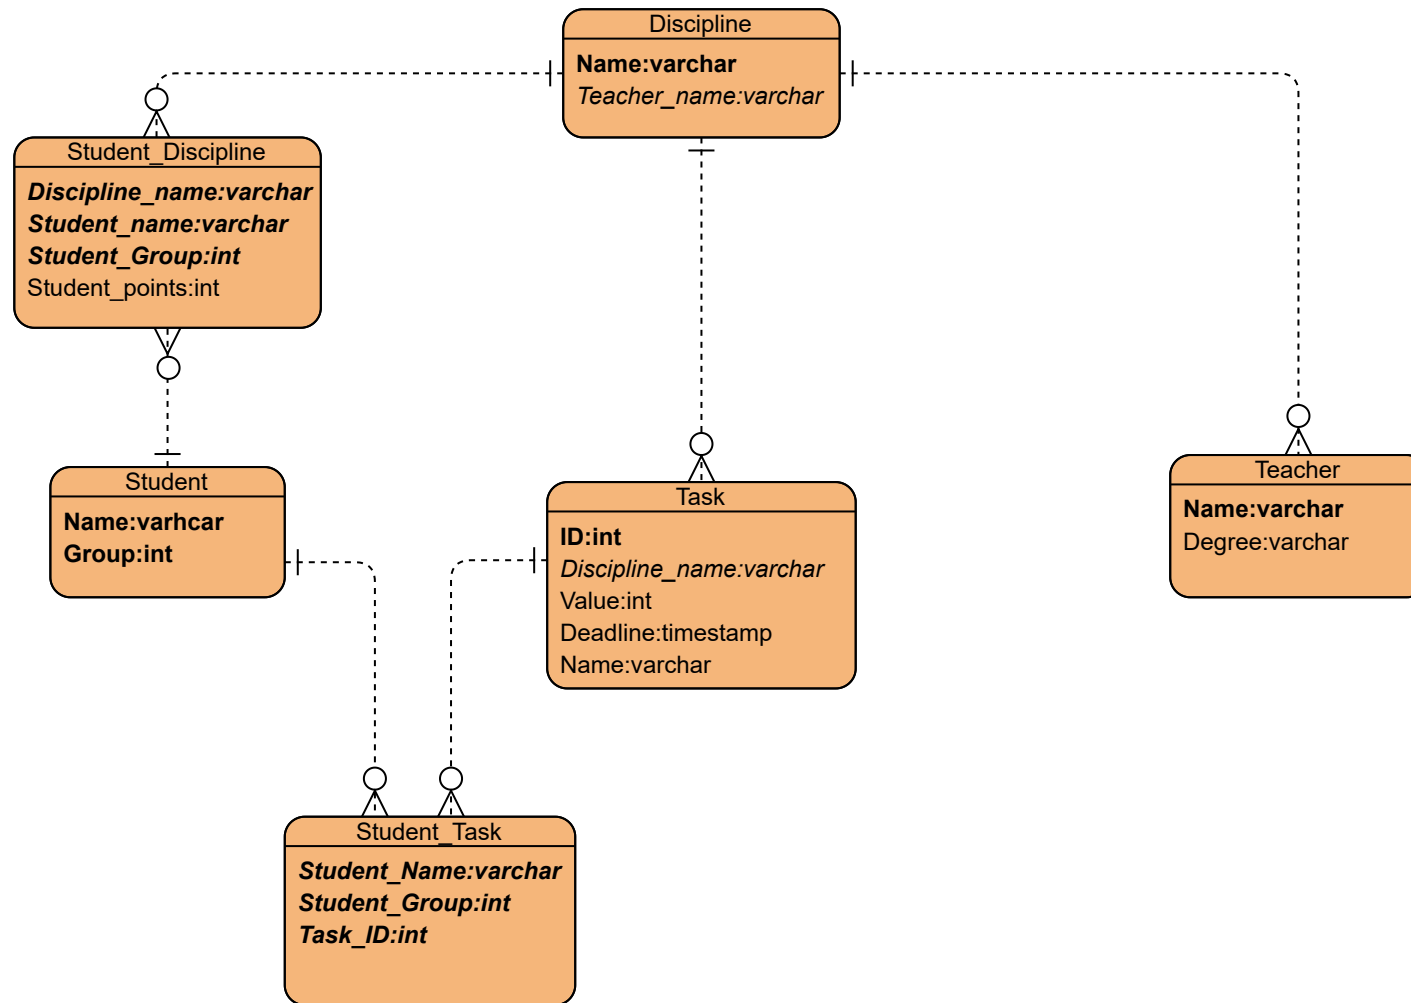 Discipline
Name:varchar
Teacher_name:varchar
Student_Discipline
Discipline_name:varchar
Student_name:varchar
Student_Group:int
Student_points:int
Student
Name:varhcar
Group:int
Task
ID:int
Discipline_name:varchar
Value:int
Deadline:timestamp
Name:varchar
Teacher
Name:varchar
Degree:varchar
Student_Task
Student_Name:varchar
Student_Group:int
Task_ID:int